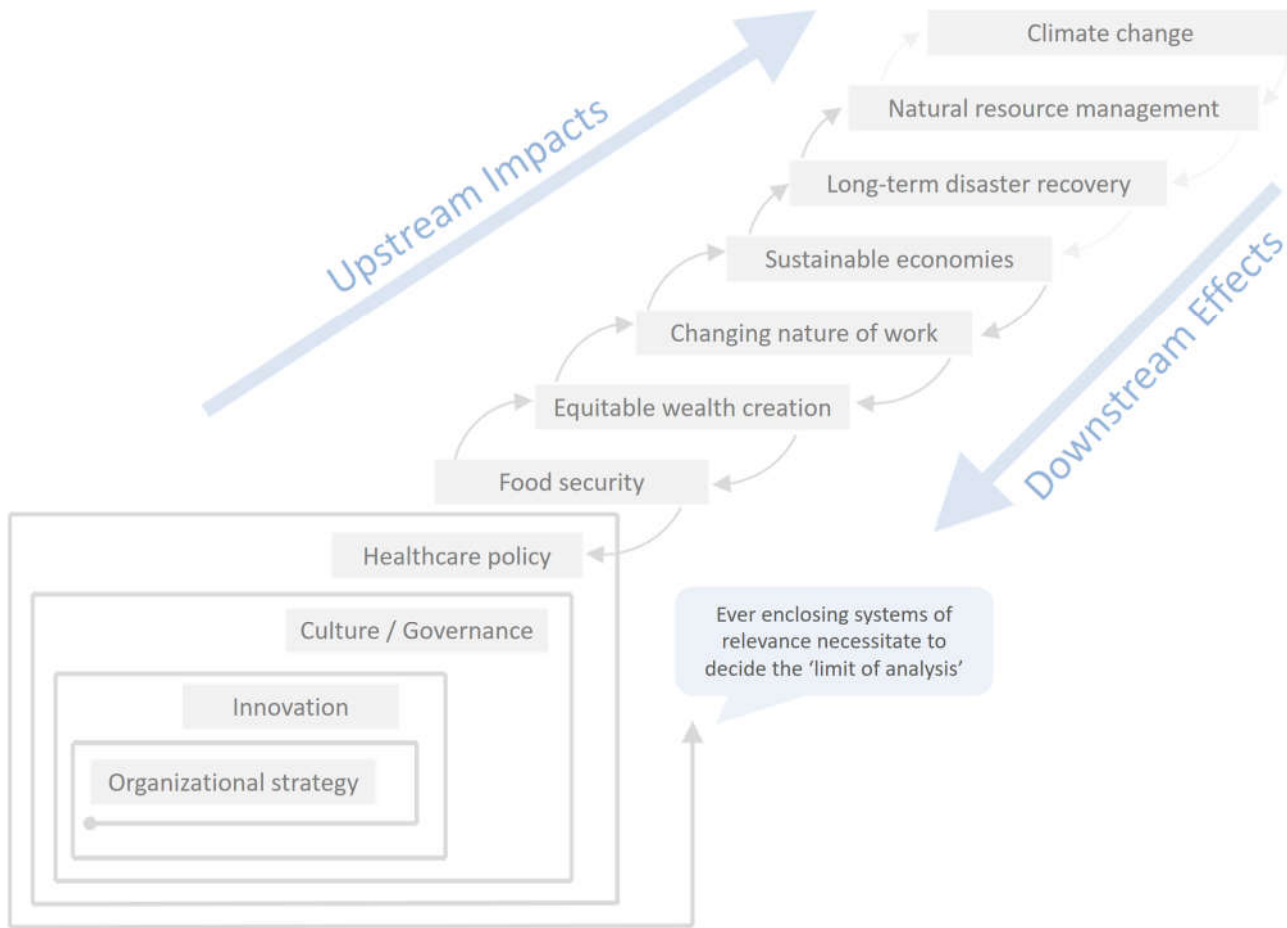 Climate change
Upstream Impacts
Natural resource management
Long-term disaster recovery
Sustainable economies
Downstream Effects
Changing nature of work
Equitable wealth creation
Food security
Healthcare policy
Culture / Governance
Ever enclosing systems of
relevance necessitate to
decide the ‘limit of analysis’
Innovation
Organizational strategy